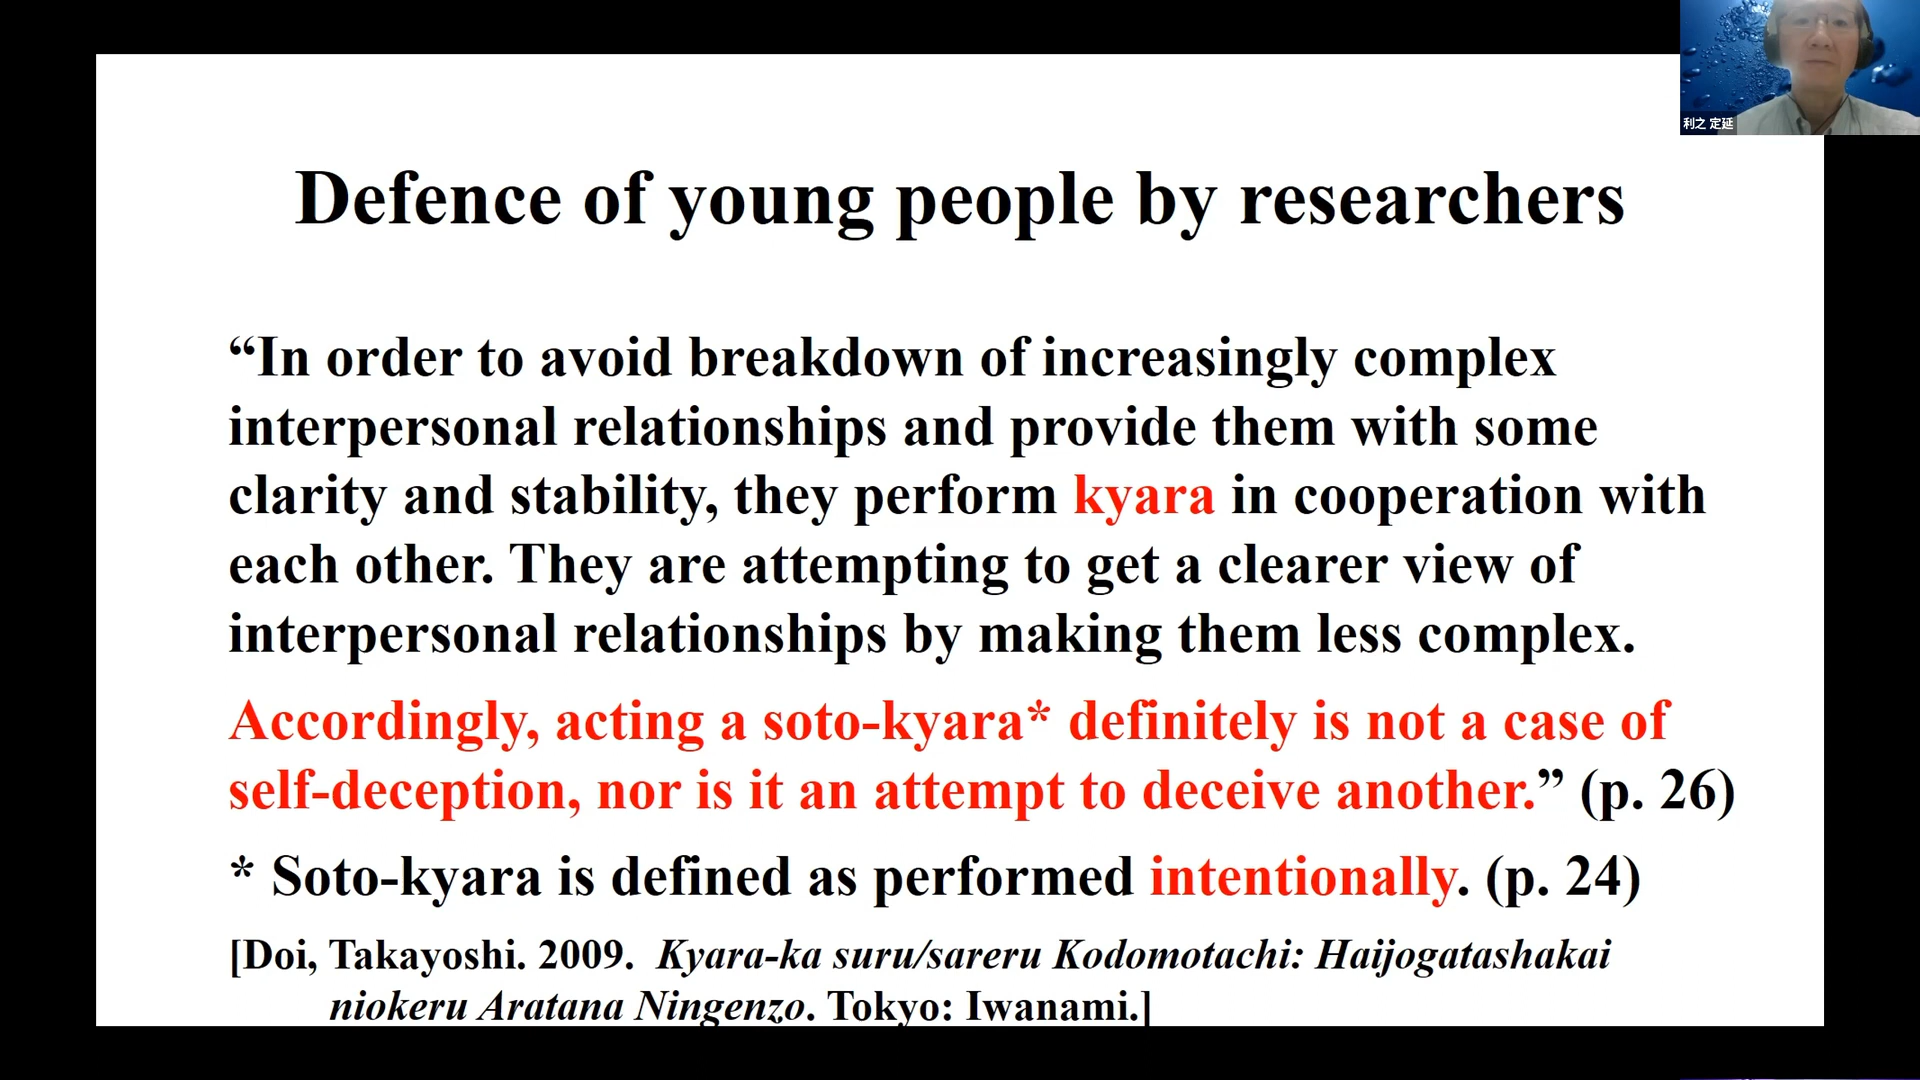 利之 定延
Defence of young people by researchers
“In order to avoid breakdown of increasingly complex
interpersonal relationships and provide them with some
clarity and stability, they perform kyara in cooperation with
each other. They are attempting to get a clearer view of
interpersonal relationships by making them less complex.
Accordingly, acting a soto-kyara* definitely is not a case of
self-deception, nor is it an attempt to deceive another.” (p. 26)
* Soto-kyara is defined as performed intentionally. (p. 24)
[Doi, Takayoshi. 2009. Kyara-ka suru/sareru Kodomotachi: Haijogatashakai
niokeru Aratana Ningenzo. Tokyo: Iwanami.]